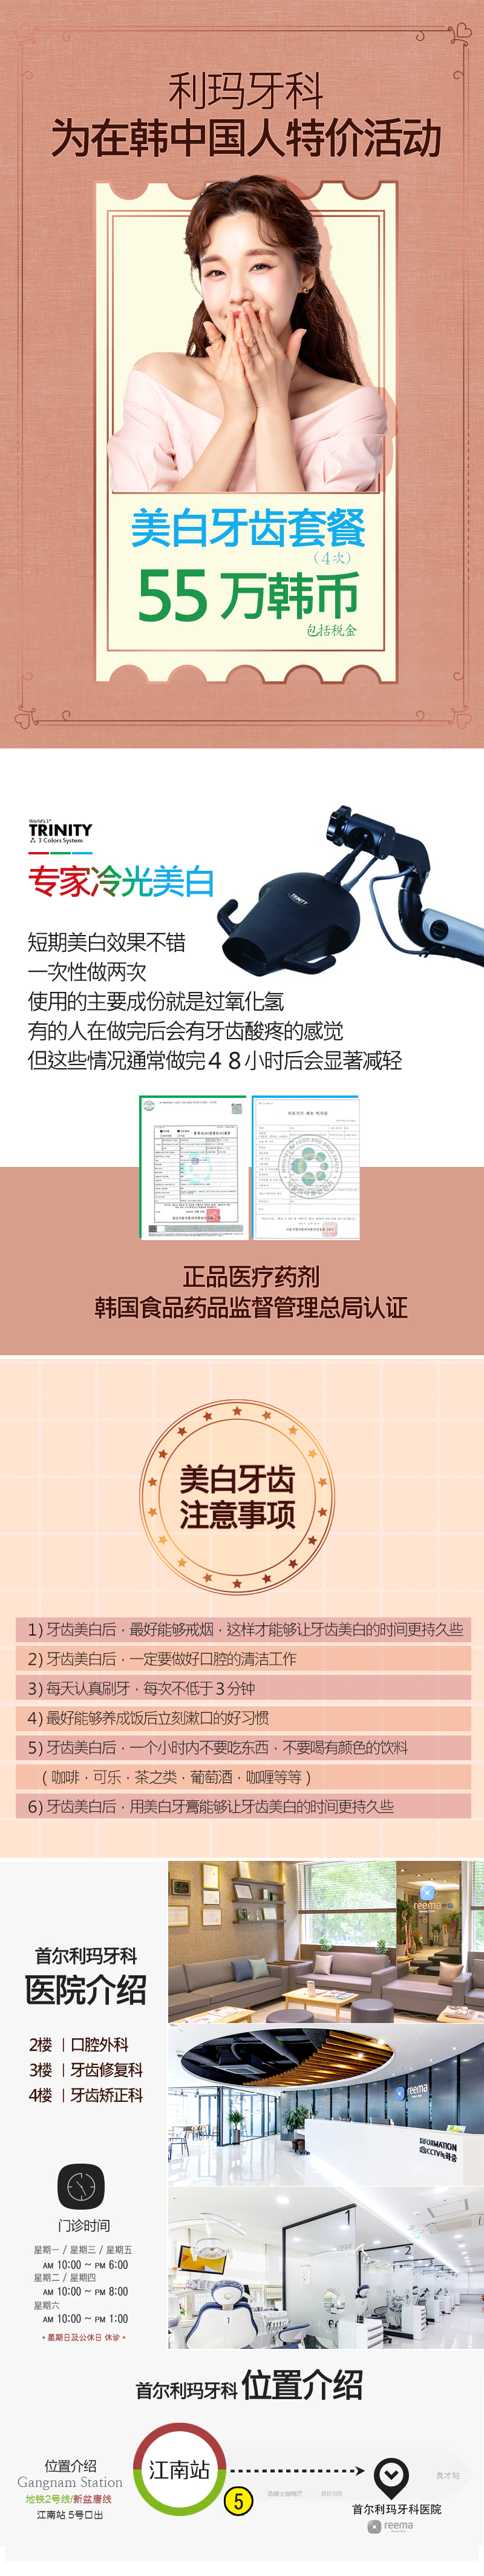 利玛牙科
为在韩中国人特价活动
美白牙齿套餐
（4次）
55 万韩币
包括税金
World's 1st
TRINITY
3 Colors System
专家冷光美白
TRINITY
短期美白效果不错
一次性做两次
使用的主要成份就是过氧化氢
有的人在做完后会有牙齿酸疼的感觉
但这些情况通常做完４８小时后会显著减轻
正品医疗药剂
韩国食品药品监督管理总局认证
美白牙齿
注意事项
1) 牙齿美白后，最好能够戒烟，这样才能够让牙齿美白的时间更持久些
2) 牙齿美白后，一定要做好口腔的清洁工作
3) 每天认真刷牙，每次不低于 3 分钟
4) 最好能够养成饭后立刻漱口的好习惯
5) 牙齿美白后，一个小时内不要吃东西，不要喝有颜色的饮料
( 咖啡，可乐，茶之类，葡萄酒，咖喱等等 )
6) 牙齿美白后，用美白牙膏能够让牙齿美白的时间更持久些
首尔利玛牙科
医院介绍
2楼 | 口腔外科
3楼 | 牙齿修复科
4楼 | 牙齿矫正科
reema
reema
INFORMATION
CCTV녹화중
1
2
1
门诊时间
星期一 / 星期三 / 星期五
AM 10:00 ~ PM 6:00
星期二 / 星期四
AM 10:00 ~ PM 8:00
星期六
AM 10:00 ~ PM 1:00
* 星期日及公休日 休诊 *
首尔利玛牙科 位置介绍
位置介绍
Gangnam Station
地铁2号线/新盆唐线
江南站 5号口出
江南站
5
良才站
首尔利玛牙科医院
reema